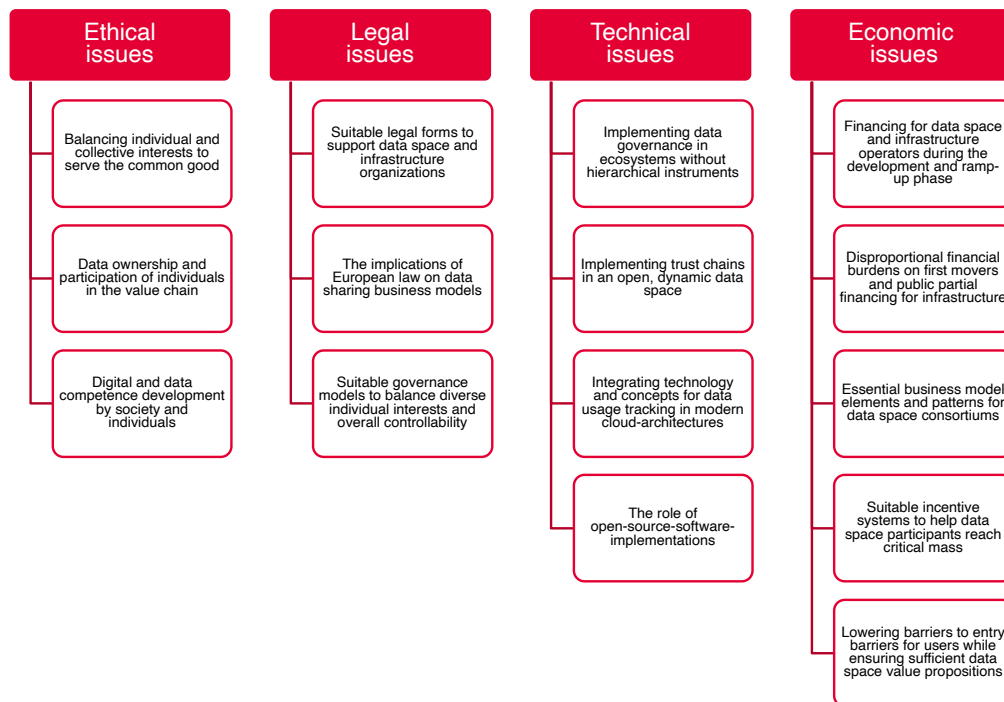 Ethical
issues
Balancing individual and
collective interests to
serve the common good
Data ownership and
participation of individuals
in the value chain
Digital and data
competence development
by society and
individuals
Legal
issues
Suitable legal forms to
support data space and
infrastructure
organizations
The implications of
European law on data
sharing business models
Suitable governance
models to balance diverse
individual interests and
overall controllability
Technical
issues
Implementing data
governance in
ecosystems without
hierarchical instruments
Implementing trust chains
in an open, dynamic data
space
Integrating technology
and concepts for data
usage tracking in modern
cloud-architectures
The role of
open-source-software-
implementations
Economic
issues
Financing for data space
and infrastructure
operators during the
development and ramp-
up phase
Disproportional financial
burdens on first movers
and public partial
financing for infrastructure
Essential business model
elements and patterns for
data space consortiums
Suitable incentive
systems to help data
space participants reach
critical mass
Lowering barriers to entry
barriers for users while
ensuring sufficient data
space value propositions